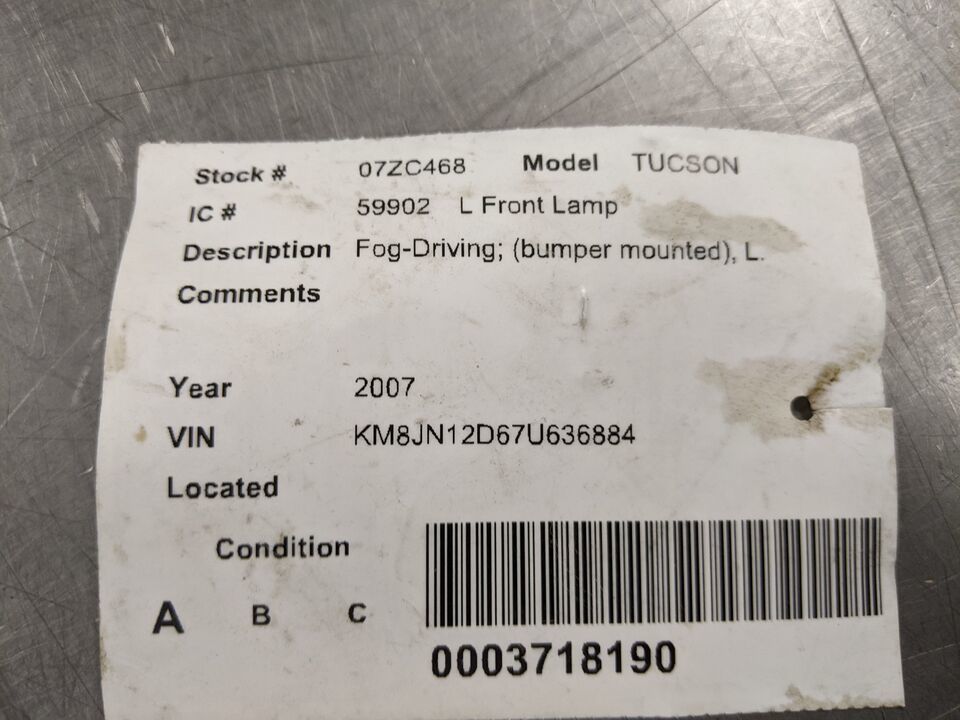 Stock # 07ZC468 Model TUCSON
IC # 59902 L Front Lamp
Description Fog-Driving; (bumper mounted), L.
Comments
Year 2007
VIN KM8JN12D67U636884
Located
Condition
A B C
0003718190